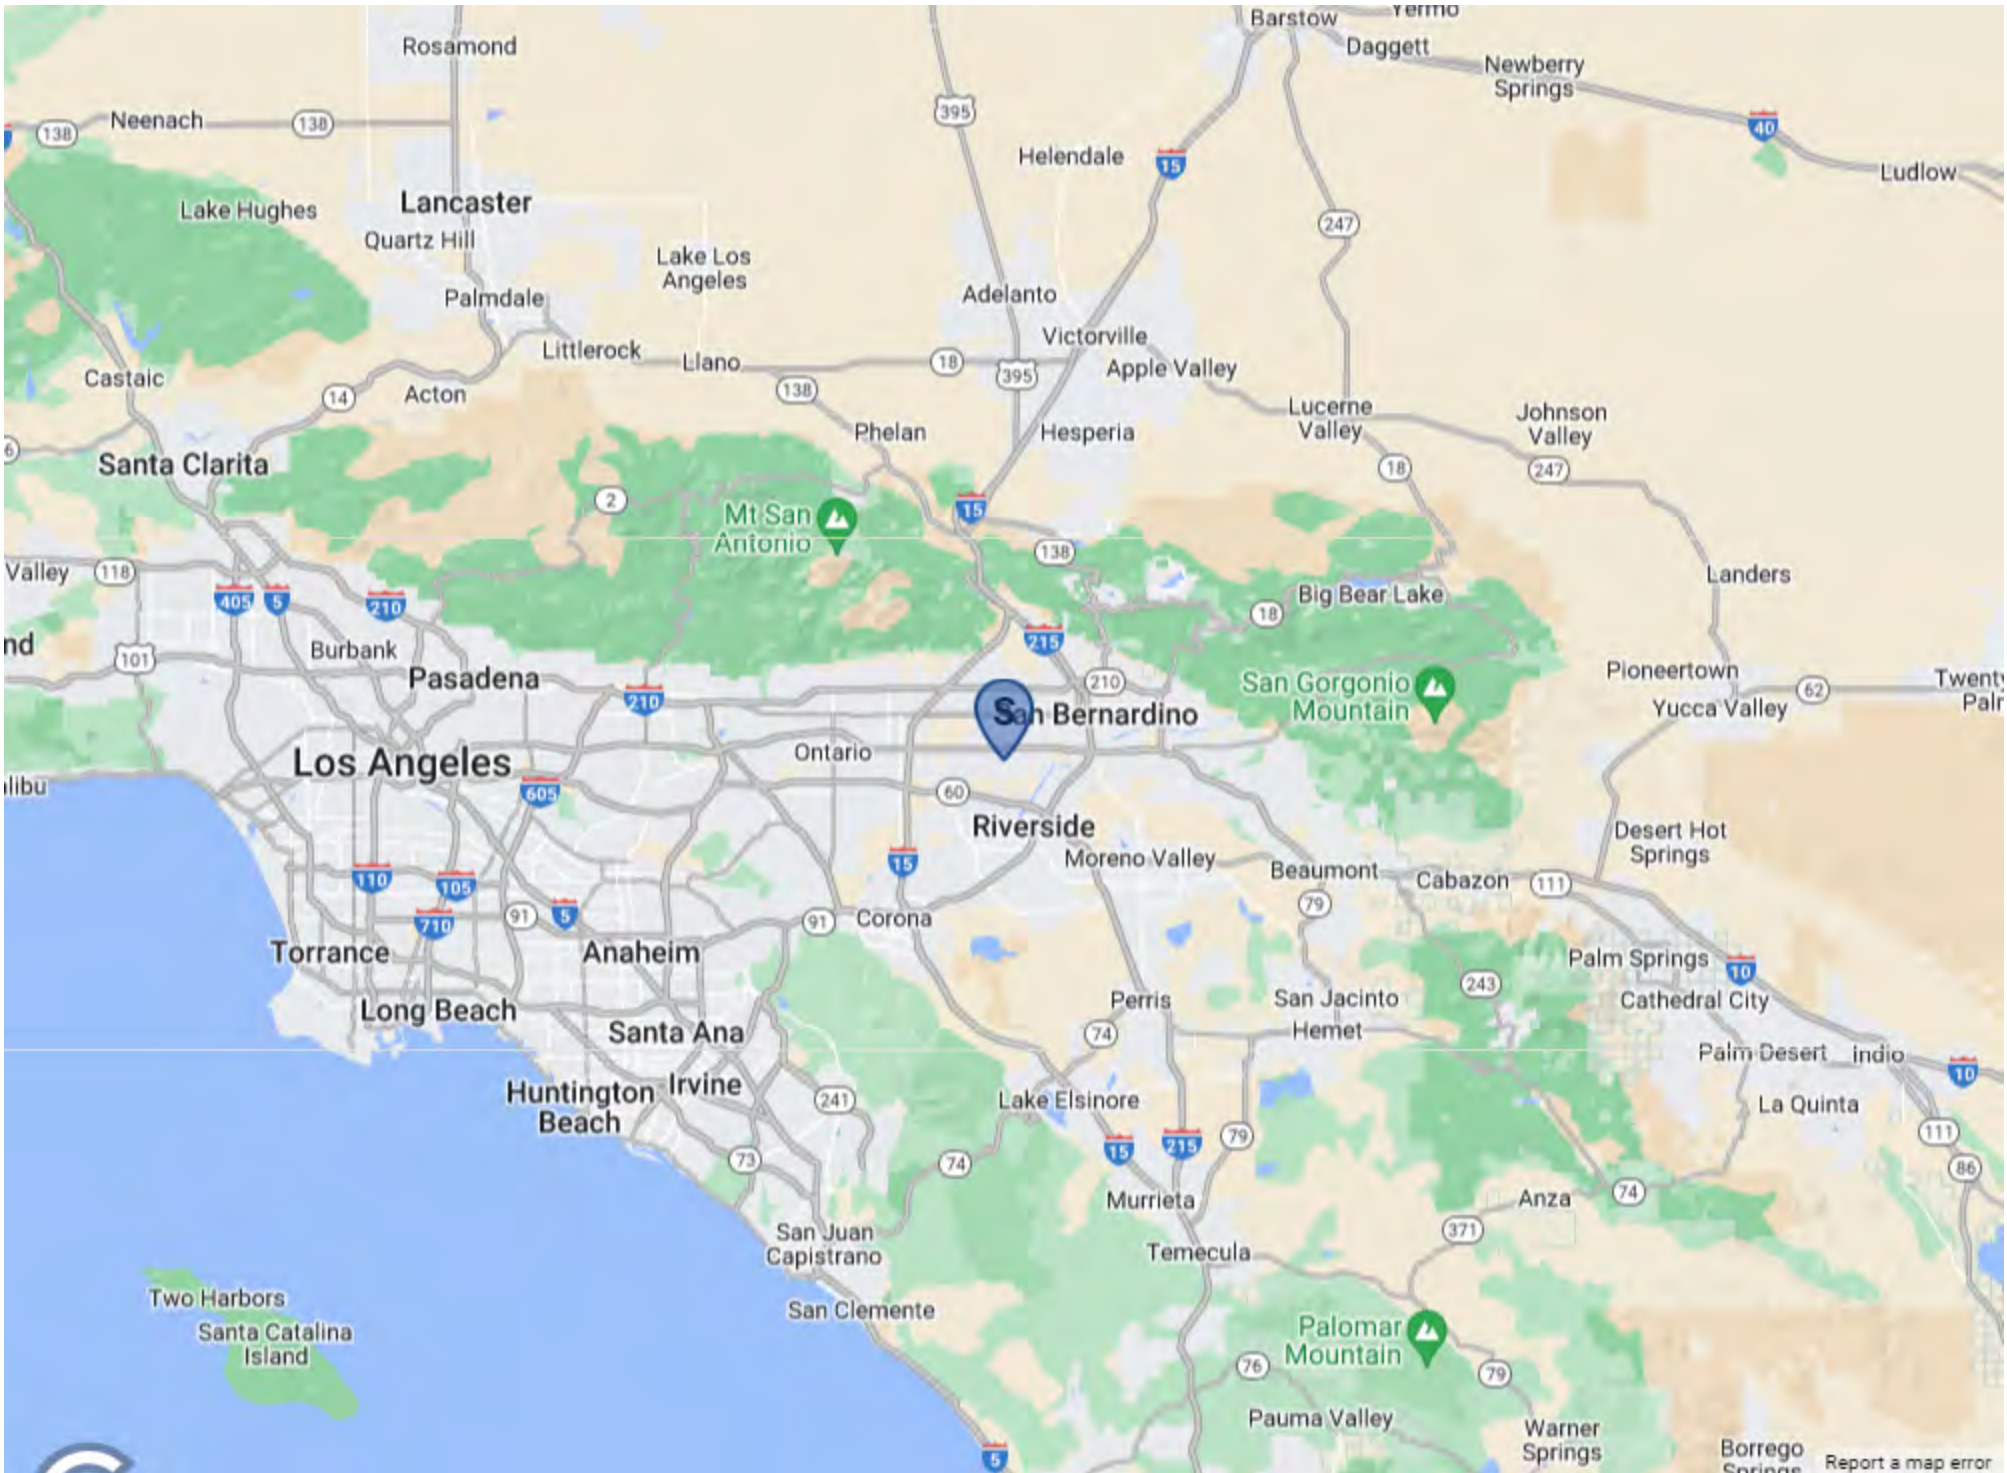 Barstow
Yermo
Rosamond
Daggett
Newberry
Springs
395
Neenach
138
138
40
Helendale
15
Ludlow
Lake Hughes
Lancaster
247
Quartz Hill
Lake Los
Angeles
Palmdale
Adelanto
Victorville
Littlerock
Llano
18
395
Apple Valley
Castaic
14
Acton
138
Lucerne
Valley
Johnson
Valley
Phelan
Hesperia
6
Santa Clarita
18
247
2
15
Mt San
Antonio
138
Valley
118
405
5
210
Landers
Big Bear Lake
18
215
nd
101
Burbank
Pasadena
210
210
San Gorgonio
Mountain
Pioneertown
62
Twenty
Palr
Yucca Valley
S
San Bernardino
Ontario
Los Angeles
libu
605
60
Riverside
Desert Hot
Springs
15
Moreno Valley
Beaumont
Cabazon
111
110
105
79
710
91
5
91
Corona
Torrance
Anaheim
Palm Springs
10
243
Long Beach
Perris
San Jacinto
Cathedral City
Santa Ana
74
Hemet
Palm Desert
indio
10
Huntington
Beach
Irvine
241
Lake Elsinore
La Quinta
15
215
79
111
73
74
86
Murrieta
Anza
74
San Juan
Capistrano
371
Temecula
Two Harbors
Santa Catalina
Island
San Clemente
Palomar
Mountain
76
79
Pauma Valley
Warner
Springs
5
Borrego
Springs
Report a map error